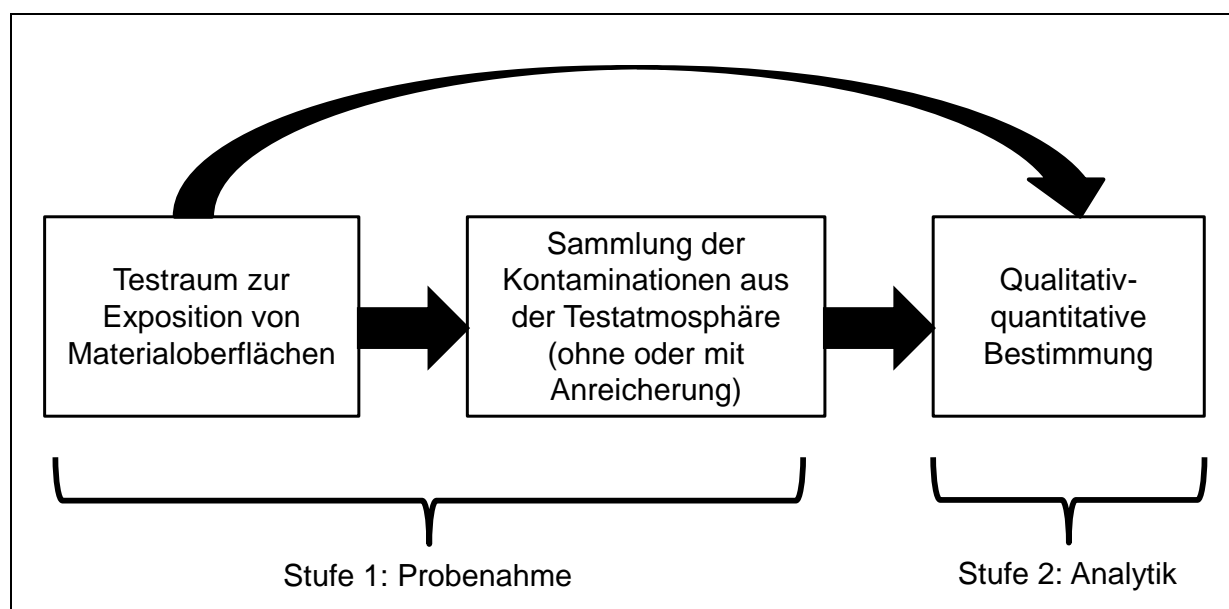 Testraum zur
Exposition von
Materialoberflächen
Sammlung der
Kontaminationen aus
der Testatmosphäre
(ohne oder mit
Anreicherung)
Qualitativ-
quantitative
Bestimmung
Stufe 1: Probenahme
Stufe 2: Analytik